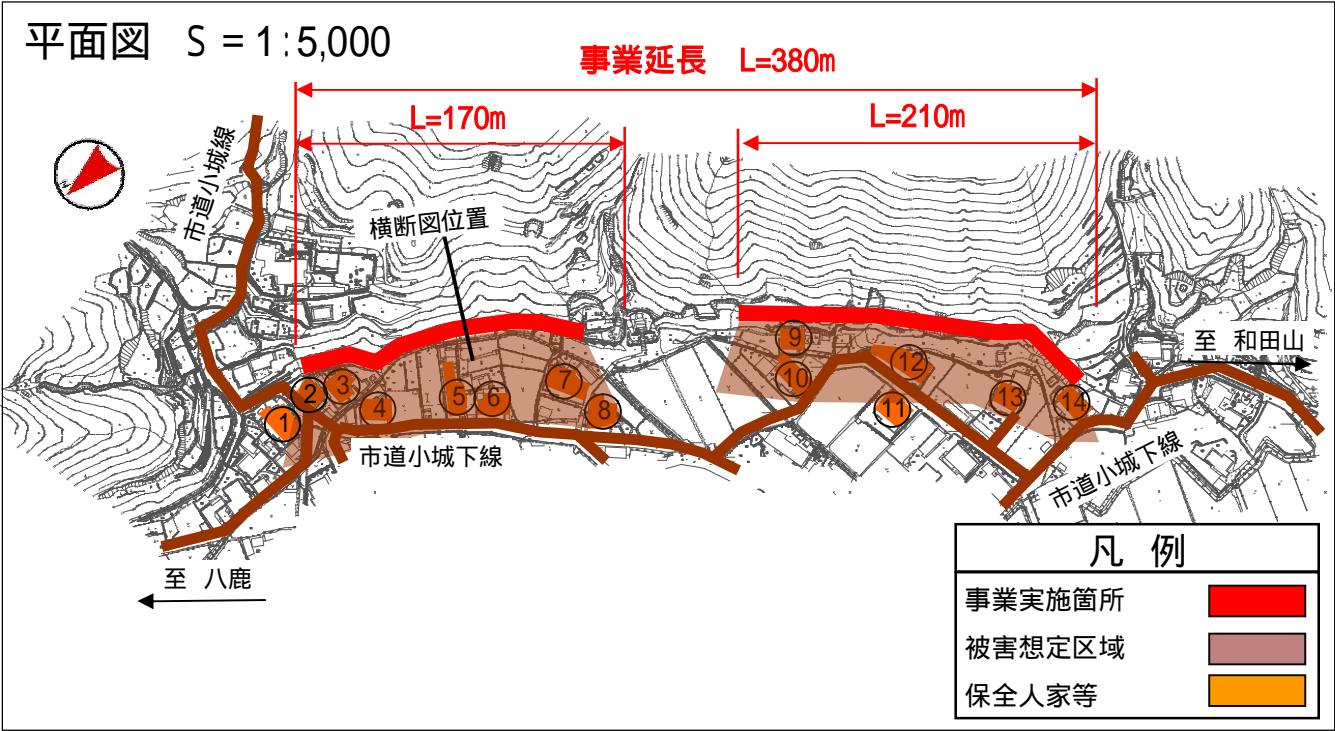 平面図 S = 1:5,000
事業延長 L=380m
L=170m
L=210m
市道小城線
横断図位置
至 和田山
1
2
3
4
5
6
7
8
9
10
11
12
13
14
市道小城下線
市道小城下線
至 八鹿
凡 例
事業実施箇所
被害想定区域
保全人家等